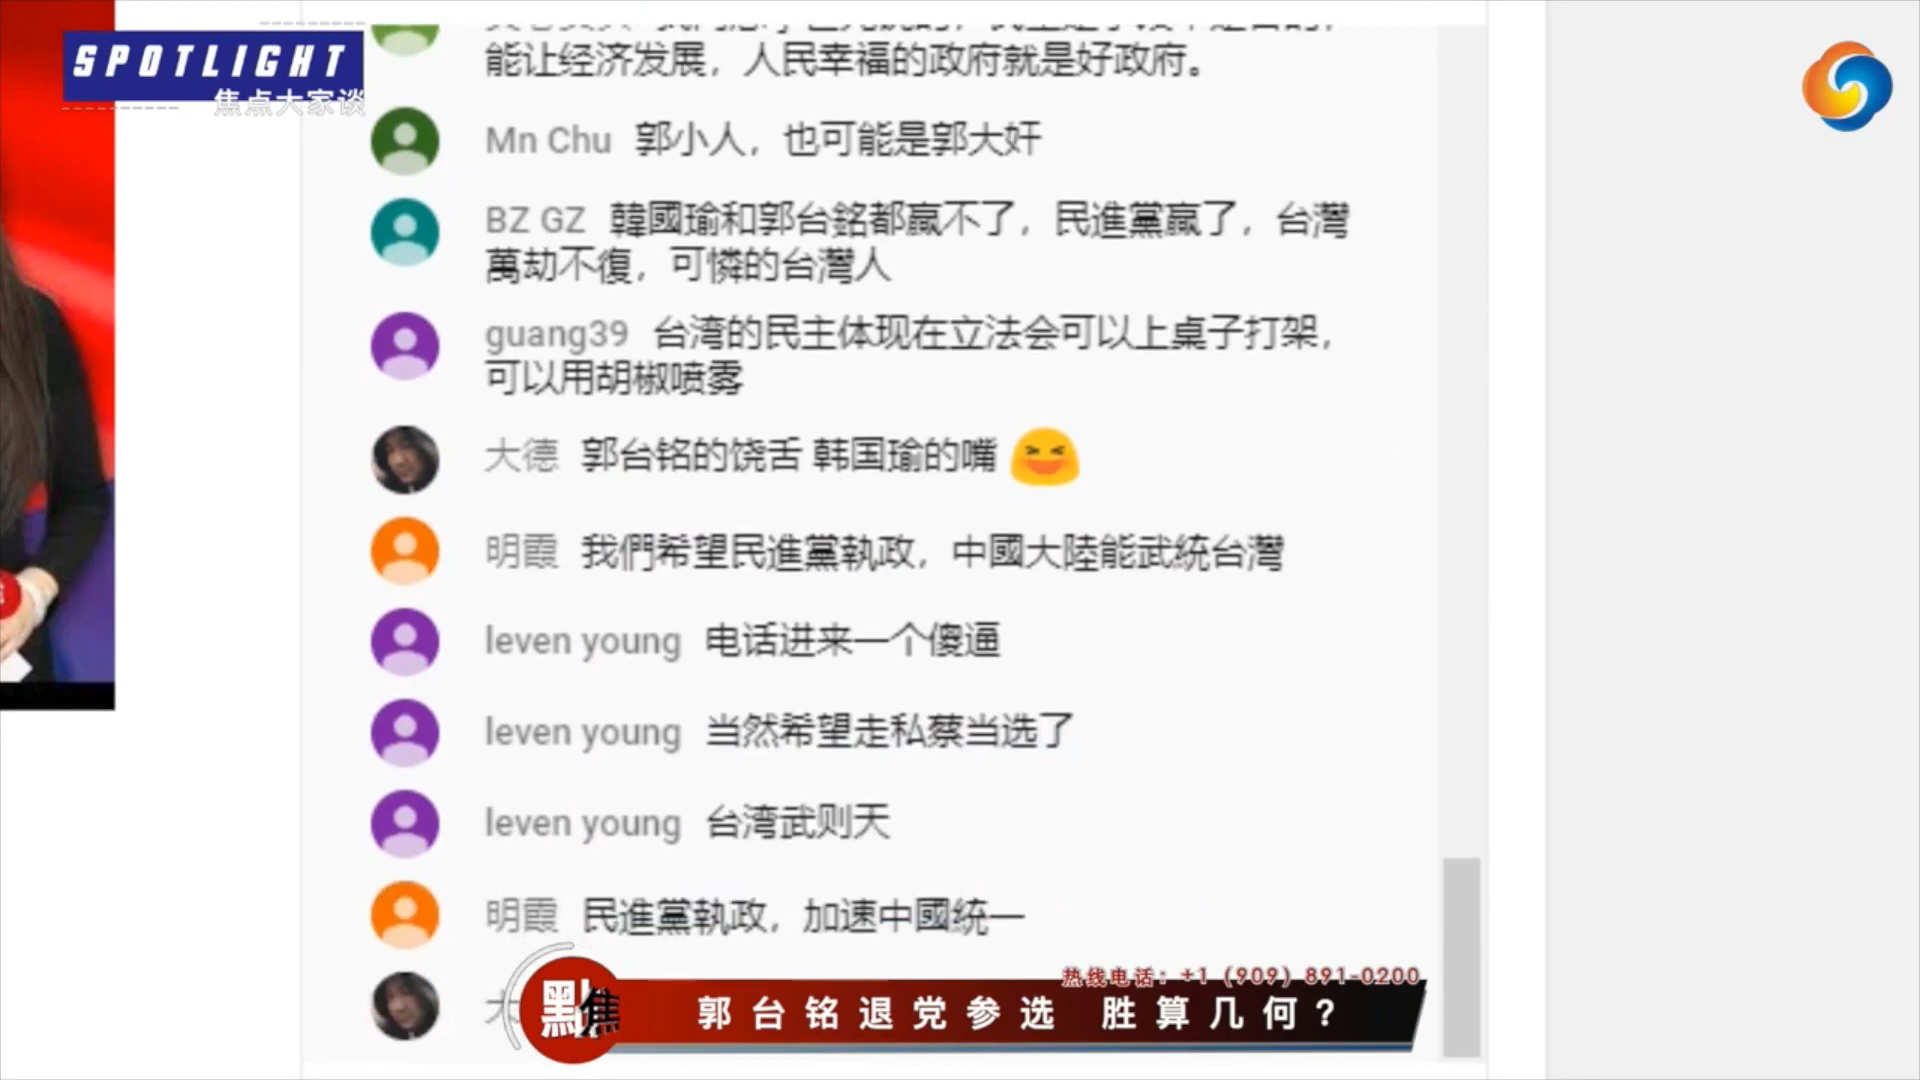 SPOTLIGHT
焦点大家谈
能让经济发展，人民幸福的政府就是好政府。
Mn Chu 郭小人，也可能是郭大奸
BZ GZ 韓國瑜和郭台銘都贏不了，民進黨贏了，台灣
萬劫不復，可憐的台灣人
guang39 台湾的民主体现在立法会可以上桌子打架，
可以用胡椒喷雾
大德 郭台铭的饶舌 韩国瑜的嘴 😆
明霞 我們希望民進黨執政，中國大陸能武統台灣
leven young 电话进来一个傻逼
leven young 当然希望走私蔡当选了
leven young 台湾武则天
明霞 民進黨執政，加速中國統一
大
热线电话：+1 (909) 891-0200
點焦
郭台铭退党参选 胜算几何？